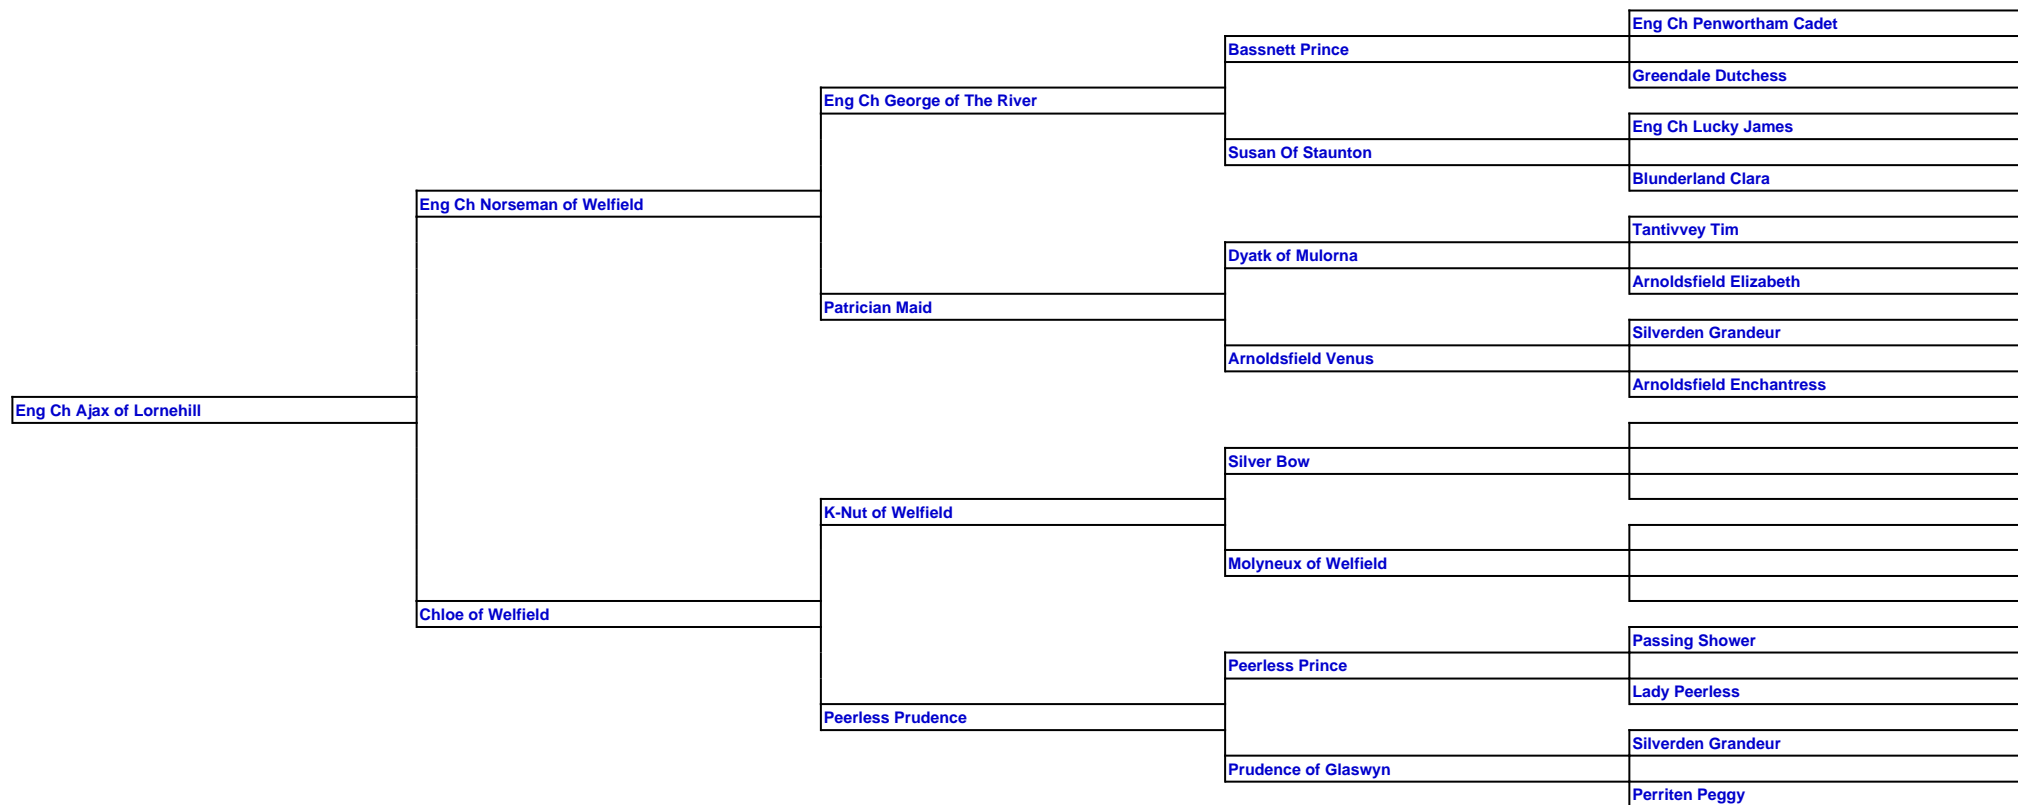 Eng Ch Penwortham Cadet
Bassnett Prince
Greendale Dutchess
Eng Ch George of The River
Eng Ch Lucky James
Susan Of Staunton
Blunderland Clara
Eng Ch Norseman of Welfield
Tantivvey Tim
Dyatk of Mulorna
Arnoldsfield Elizabeth
Patrician Maid
Silverden Grandeur
Arnoldsfield Venus
Arnoldsfield Enchantress
Eng Ch Ajax of Lornehill
Silver Bow
K-Nut of Welfield
Molyneux of Welfield
Chloe of Welfield
Passing Shower
Peerless Prince
Lady Peerless
Peerless Prudence
Silverden Grandeur
Prudence of Glaswyn
Perriten Peggy